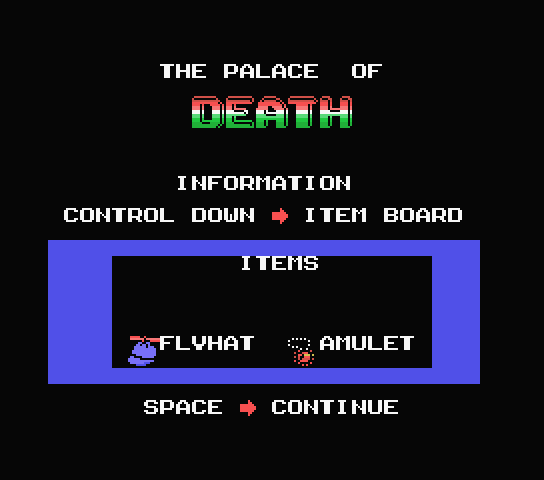 THE PALACE OF
DEATH
INFORMATION
CONTROL DOWN → ITEM BOARD
ITEMS
FLYHAT AMULET
SPACE → CONTINUE